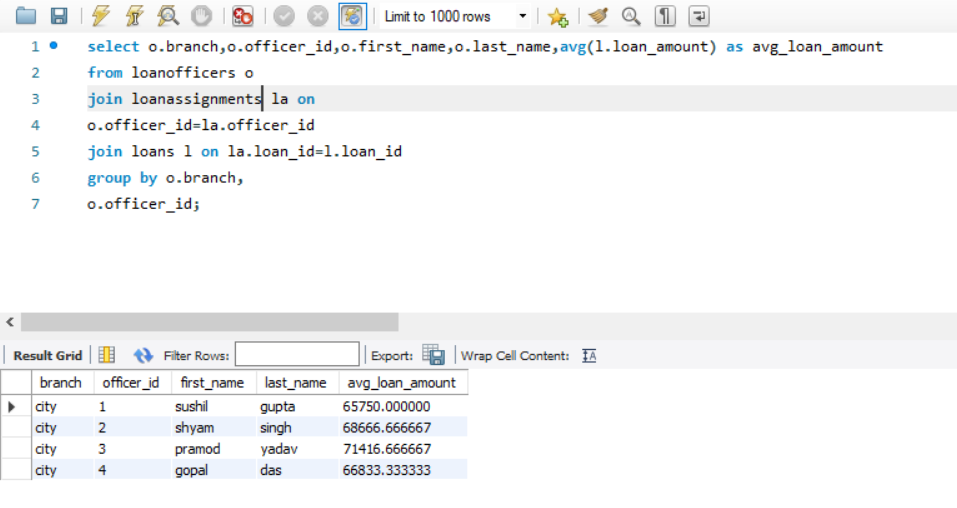 Limit to 1000 rows
1 select o.branch,o.officer_id,o.first_name,o.last_name,avg(l.loan_amount) as avg_loan_amount
2 from loanofficers o
3 join loanassignments la on
4 o.officer_id=la.officer_id
5 join loans l on la.loan_id=l.loan_id
6 group by o.branch,
7 o.officer_id;
Result Grid Filter Rows: Export: Wrap Cell Content: IA
branch officer_id first_name last_name avg_loan_amount
city 1 sushil gupta 65750.000000
city 2 shyam singh 68666.666667
city 3 pramod yadav 71416.666667
city 4 gopal das 66833.333333